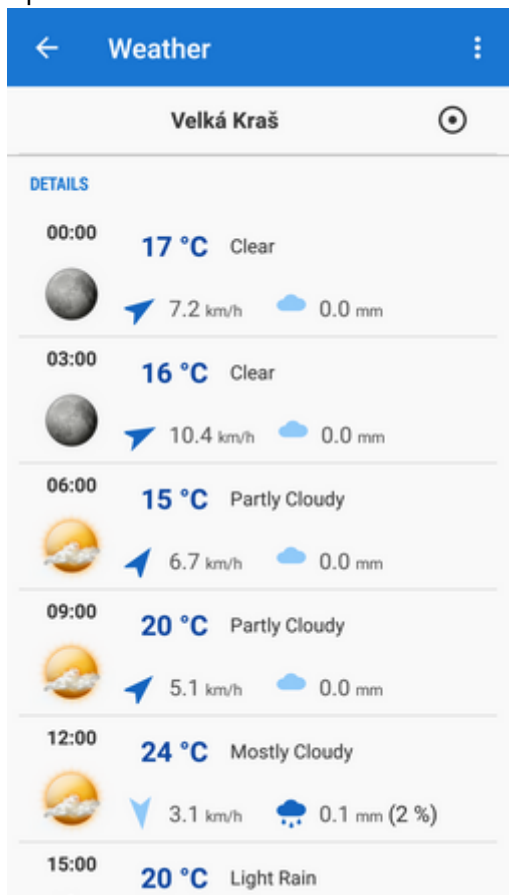 Weather
Velká Kraš
DETAILS
00:00
17 °C Clear
7.2 km/h 0.0 mm
03:00
16 °C Clear
10.4 km/h 0.0 mm
06:00
15 °C Partly Cloudy
6.7 km/h 0.0 mm
09:00
20 °C Partly Cloudy
5.1 km/h 0.0 mm
12:00
24 °C Mostly Cloudy
3.1 km/h 0.1 mm (2 %)
15:00
20 °C Light Rain